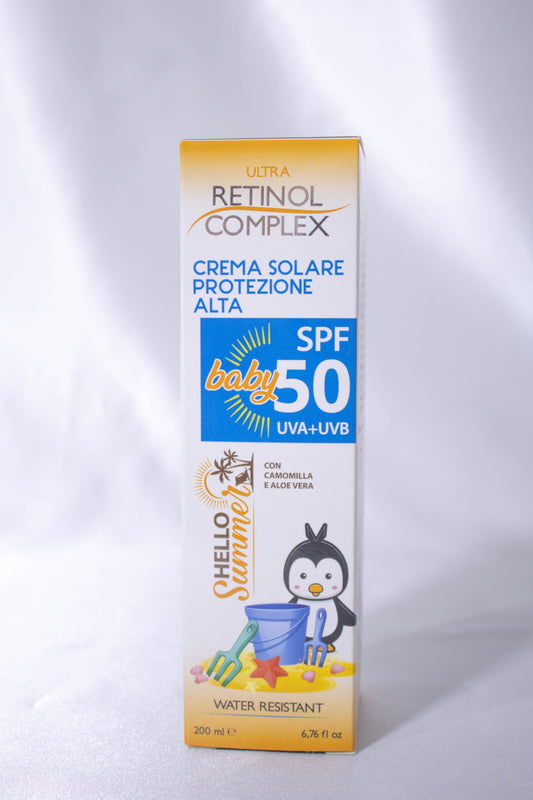 ULTRA
RETINOL
COMPLEX
CREMA SOLARE
PROTEZIONE
ALTA
SPF
baby 50
UVA+UVB
CON
CAMOMILLA
E ALOE VERA
HELLO
Summer
WATER RESISTANT
200 ml e 6,76 fl oz